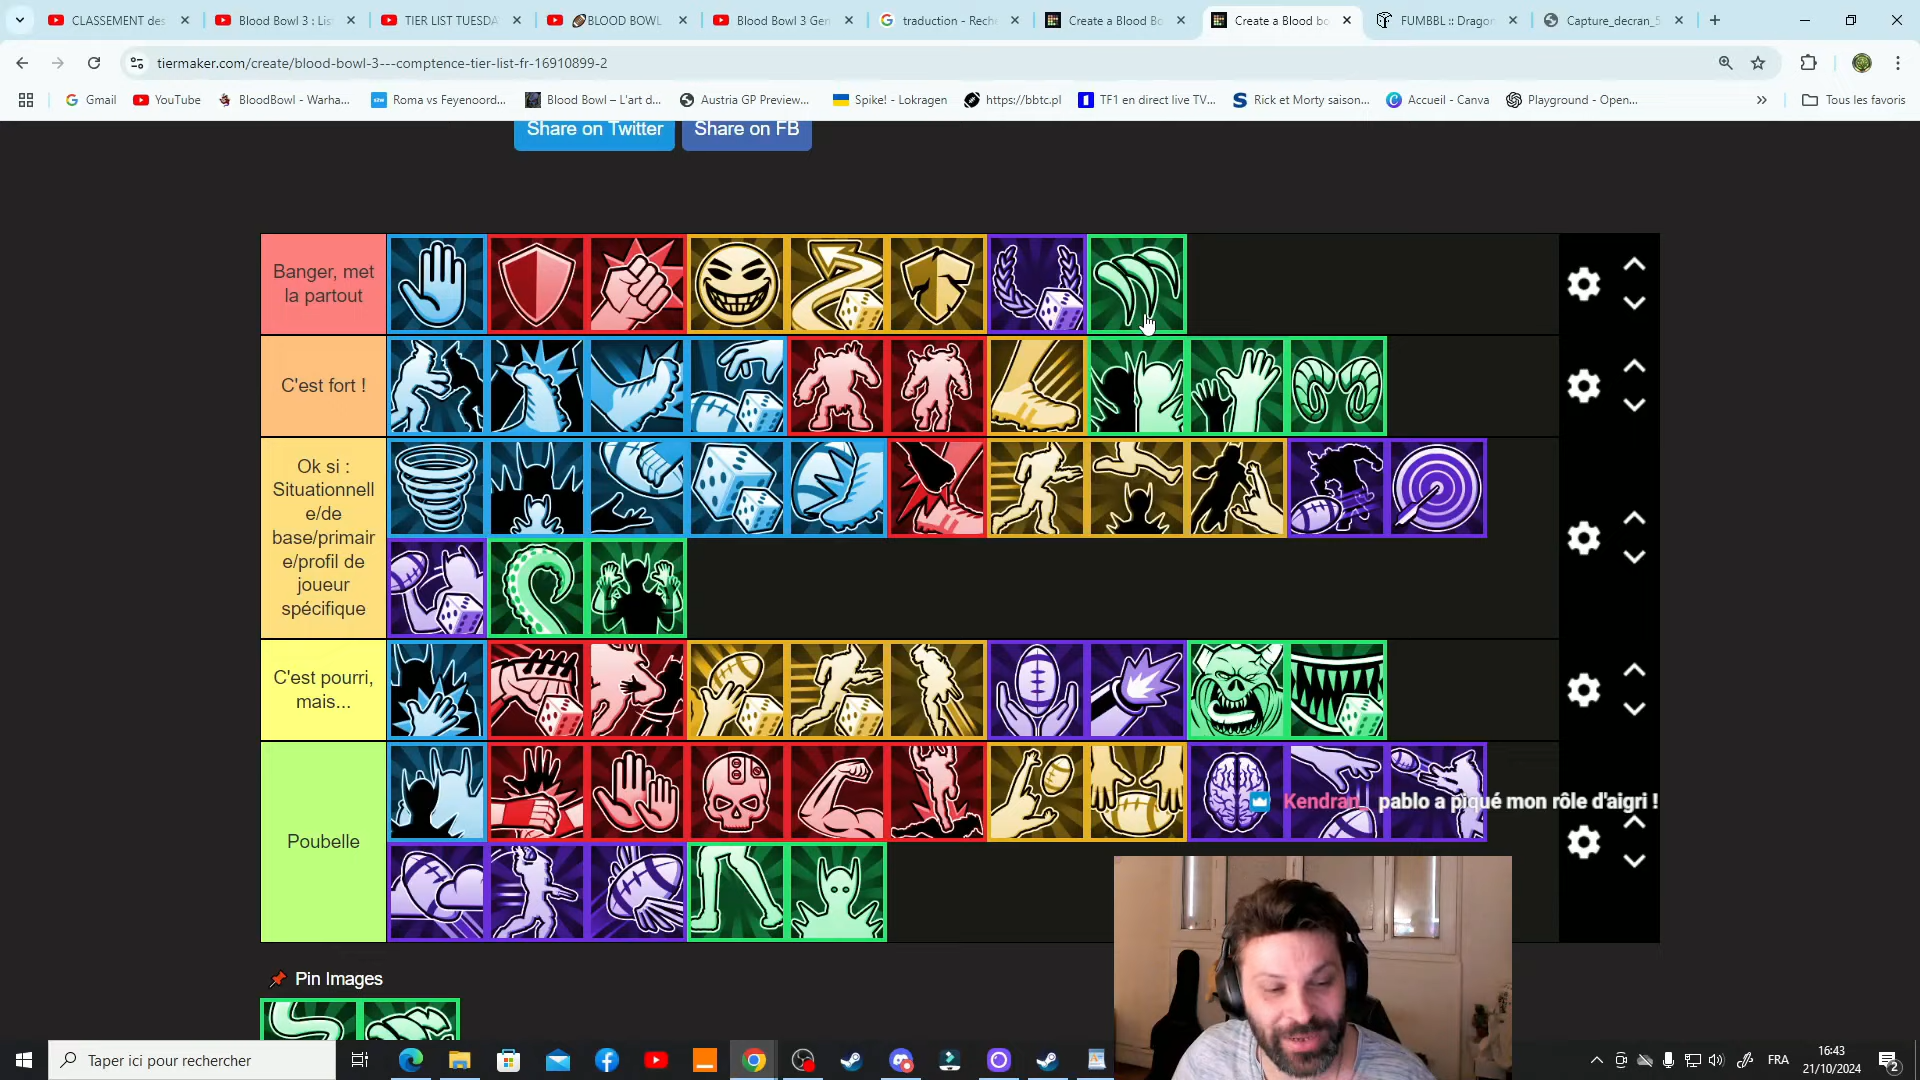 CLASSEMENT des
Blood Bowl 3 : List
TIER LIST TUESDA
🏈BLOOD BOWL
Blood Bowl 3 Gen
traduction - Rech
Create a Blood Bo
Create a Blood bo
FUMBBL :: Dragon
Capture_decran_5
tiermaker.com/create/blood-bowl-3---comptence-tier-list-fr-16910899-2
Gmail
YouTube
BloodBowl - Warha...
Roma vs Feyenoord...
Blood Bowl – L'art d...
Austria GP Preview...
Spike! - Lokragen
https://bbtc.pl
TF1 en direct live TV...
Rick et Morty saison...
Accueil - Canva
Playground - Open...
Tous les favoris
Share on Twitter
Share on FB
Banger, met
la partout
C'est fort !
Ok si :
Situationnell
e/de
base/primair
e/profil de
joueur
spécifique
C'est pourri,
mais...
Poubelle
Kendran_ pablo a piqué mon rôle d'aigri !
Pin Images
Taper ici pour rechercher
FRA
16:43
21/10/2024
2